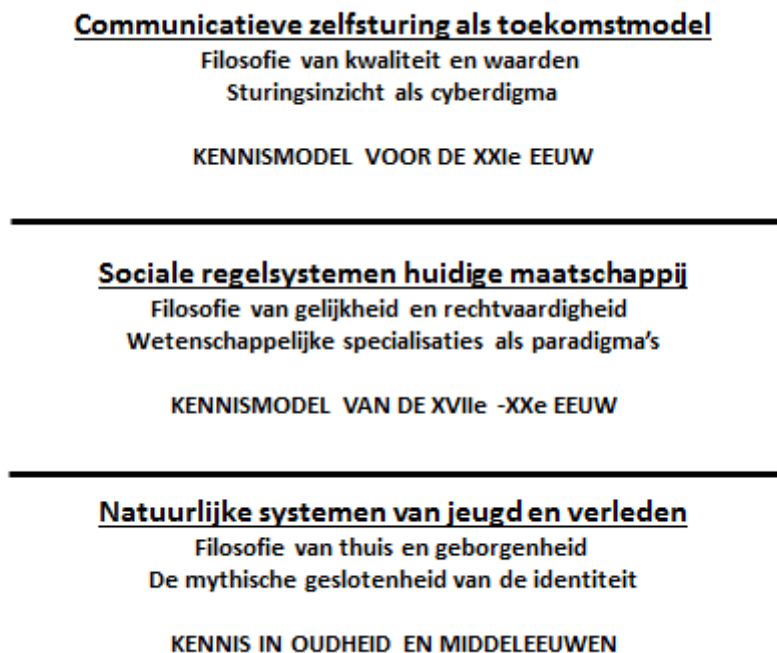 Communicatieve zelfsturing als toekomstmodel
Filosofie van kwaliteit en waarden
Sturingsinzicht als cyberdigma
KENNISMODEL VOOR DE XXIe EEUW
Sociale regelsystemen huidige maatschappij
Filosofie van gelijkheid en rechtvaardigheid
Wetenschappelijke specialisaties als paradigma's
KENNISMODEL VAN DE XVIIe -XXe EEUW
Natuurlijke systemen van jeugd en verleden
Filosofie van thuis en geborgenheid
De mythische geslotenheid van de identiteit
KENNIS IN OUDHEID EN MIDDELEEUWEN